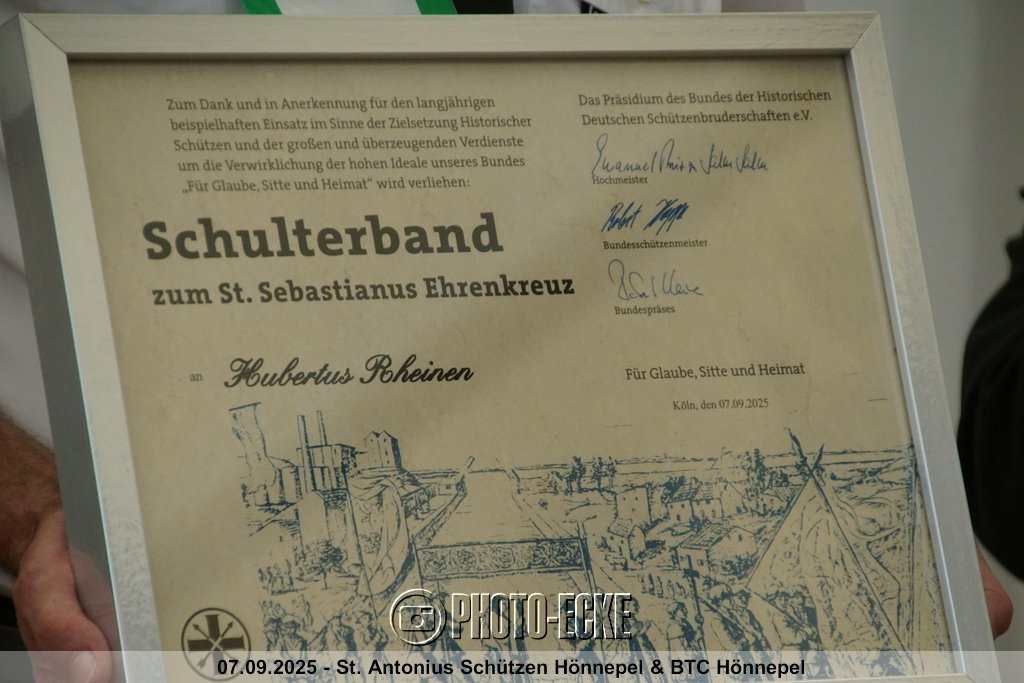 Zum Dank und in Anerkennung für den langjährigen
beispielhaften Einsatz im Sinne der Zielsetzung Historischer
Schützen und der großen und überzeugenden Verdienste
um die Verwirklichung der hohen Ideale unseres Bundes
„Für Glaube, Sitte und Heimat“ wird verliehen:
Schulterband
zum St. Sebastianus Ehrenkreuz
an Hubertus Rheinen
Das Präsidium des Bundes der Historischen
Deutschen Schützenbruderschaften e.V.
Emanuel
Hochmeister
Robert
Bundesschützenmeister
Bundespräses
Für Glaube, Sitte und Heimat
Köln, den 07.09.2025
PHOTO-ECKE
07.09.2025 - St. Antonius Schützen Hönnepel & BTC Hönnepel